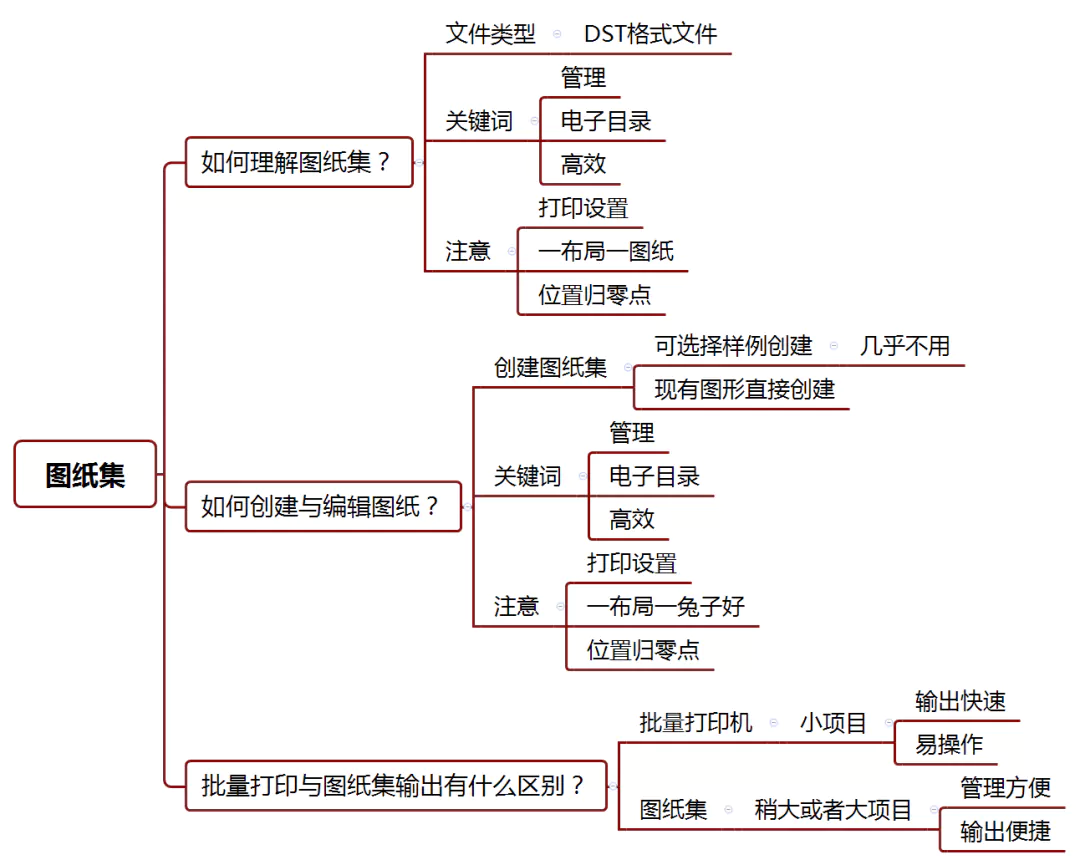 图纸集
如何理解图纸集？
文件类型
DST格式文件
关键词
管理
电子目录
高效
注意
打印设置
一布局一图纸
位置归零点
如何创建与编辑图纸？
创建图纸集
可选择样例创建
几乎不用
现有图形直接创建
关键词
管理
电子目录
高效
注意
打印设置
一布局一兔子好
位置归零点
批量打印与图纸集输出有什么区别？
批量打印机
小项目
输出快速
易操作
图纸集
稍大或者大项目
管理方便
输出便捷